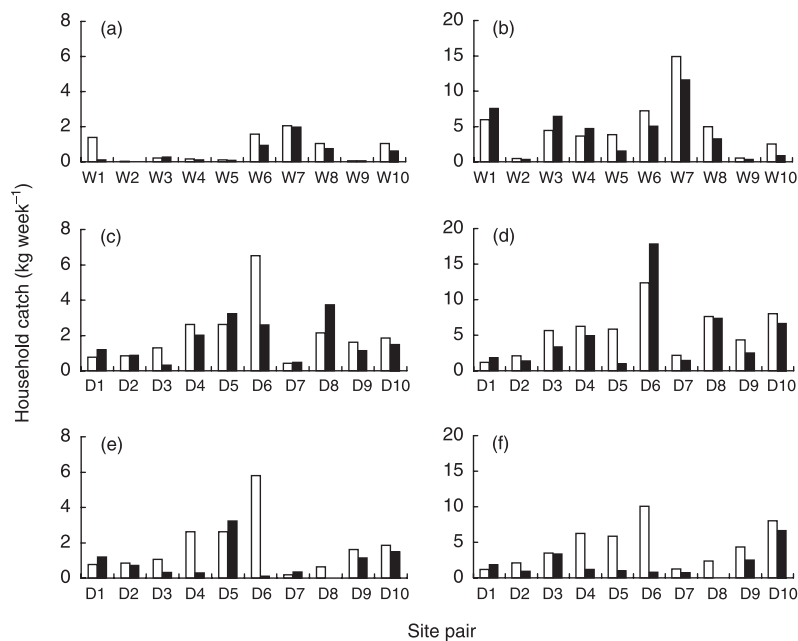 8
6
4
2
0
(a)
W1 W2 W3 W4 W5 W6 W7 W8 W9 W10
20
15
10
5
0
(b)
W1 W2 W3 W4 W5 W6 W7 W8 W9 W10
Household catch (kg week⁻¹)
8
6
4
2
0
(c)
D1 D2 D3 D4 D5 D6 D7 D8 D9 D10
20
15
10
5
0
(d)
D1 D2 D3 D4 D5 D6 D7 D8 D9 D10
8
6
4
2
0
(e)
D1 D2 D3 D4 D5 D6 D7 D8 D9 D10
20
15
10
5
0
(f)
D1 D2 D3 D4 D5 D6 D7 D8 D9 D10
Site pair